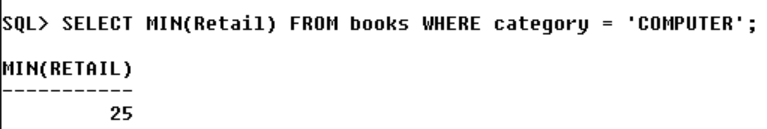 SQL> SELECT MIN(Retail) FROM books WHERE category = 'COMPUTER';
MIN(RETAIL)
-----------
25